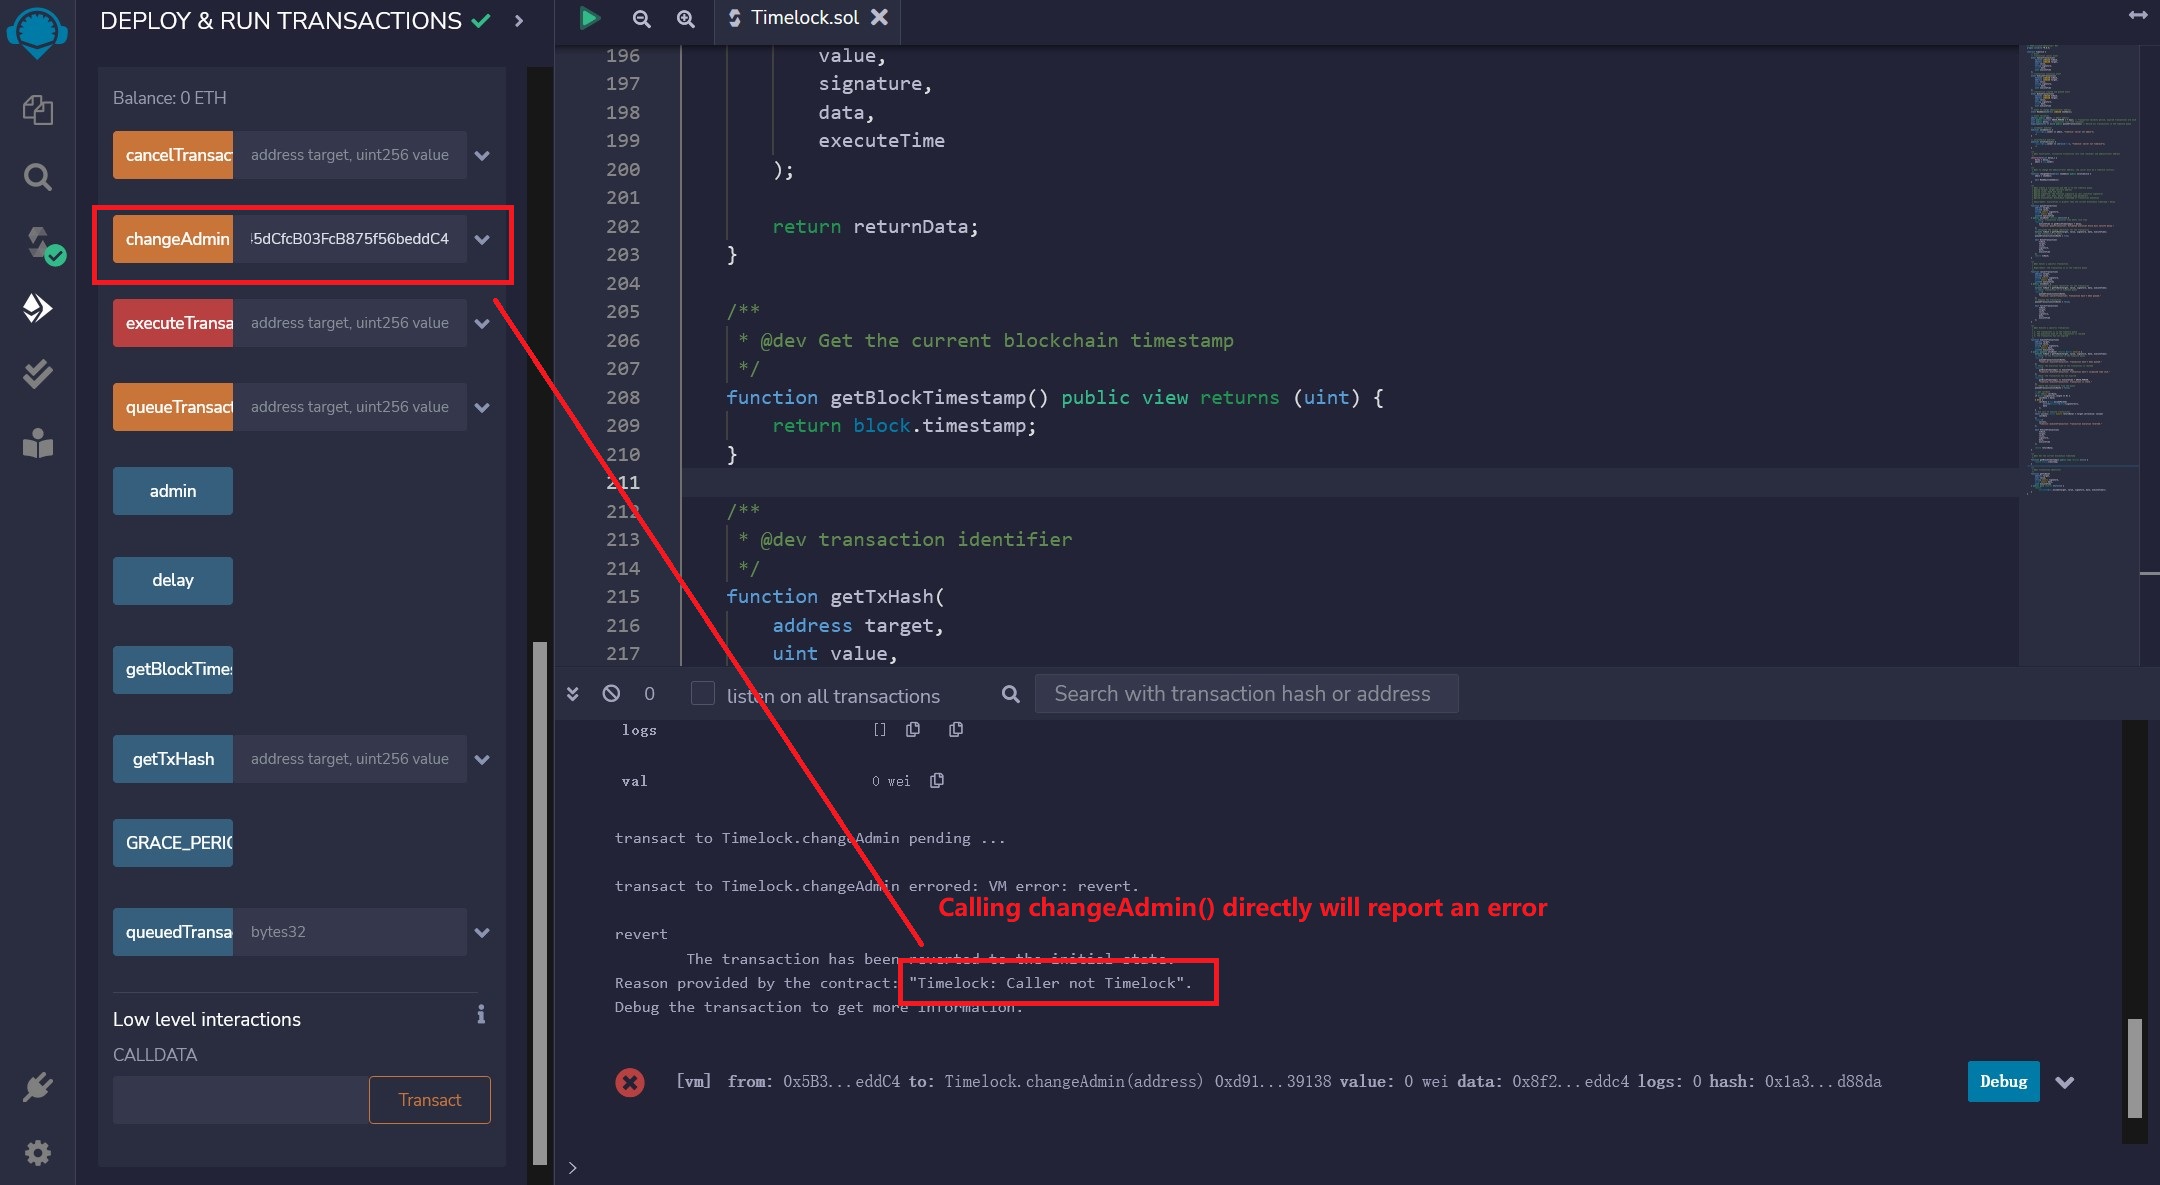 DEPLOY & RUN TRANSACTIONS
Balance: 0 ETH
cancelTransac address target, uint256 value
changeAdmin 45dCfcB03FcB875f56beddC4
executeTransa address target, uint256 value
queueTransact address target, uint256 value
admin
delay
getBlockTimes
getTxHash address target, uint256 value
GRACE_PERIO
queuedTransa bytes32
Low level interactions
CALLDATA
Transact
Timelock.sol
196 value,
197 signature,
198 data,
199 executeTime
200 );
201
202 return returnData;
203 }
204
205 /**
206 * @dev Get the current blockchain timestamp
207 */
208 function getBlockTimestamp() public view returns (uint) {
209 return block.timestamp;
210 }
211
212 /**
213 * @dev transaction identifier
214 */
215 function getTxHash(
216 address target,
217 uint value,
0 listen on all transactions Search with transaction hash or address
logs []
val 0 wei
transact to Timelock.changeAdmin pending ...
transact to Timelock.changeAdmin errored: VM error: revert.
Calling changeAdmin() directly will report an error
revert
The transaction has been reverted to the initial state.
Reason provided by the contract: "Timelock: Caller not Timelock".
Debug the transaction to get more information.
[vm] from: 0x5B3...eddC4 to: Timelock.changeAdmin(address) 0xd91...39138 value: 0 wei data: 0x8f2...eddc4 logs: 0 hash: 0x1a3...d88da
Debug
>